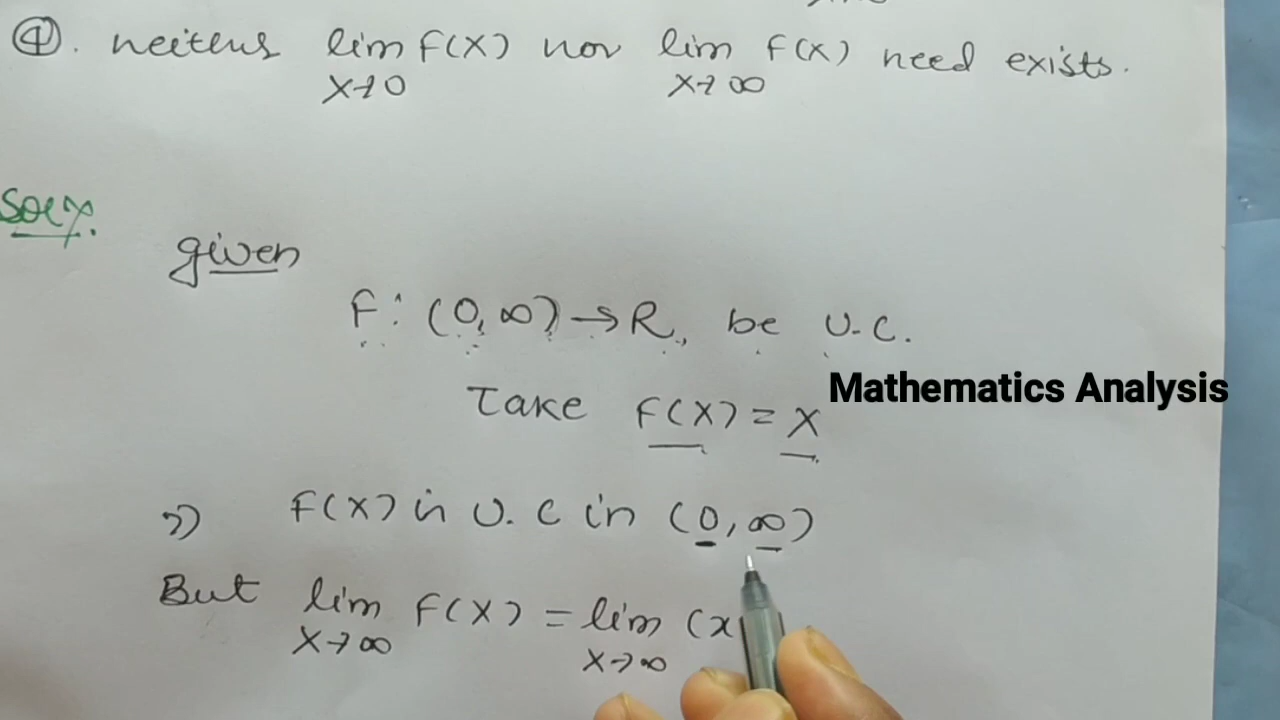 ④. neither lim f(x) nor lim f(x) need exists.
x→0 x→∞
Soln.
given
f: (0, ∞) → R, be U.C.
Take f(x) = x
Mathematics Analysis
⇒ f(x) is U.C in (0, ∞)
But lim f(x) = lim (x
x→∞ x→∞